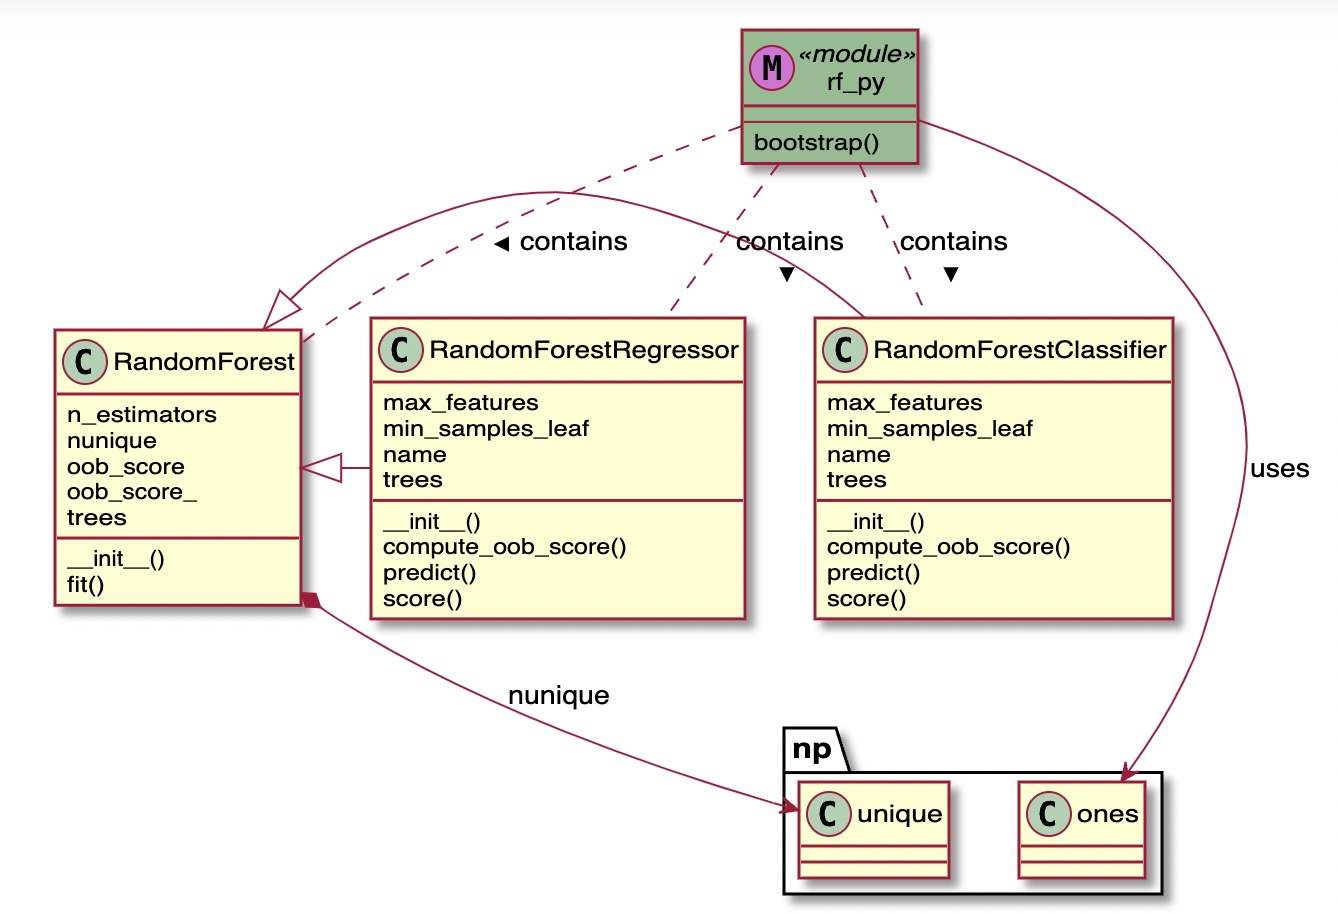 M
«module»
rf_py
bootstrap()
contains
contains
contains
C
RandomForest
n_estimators
nunique
oob_score
oob_score_
trees
__init__()
fit()
C
RandomForestRegressor
max_features
min_samples_leaf
name
trees
__init__()
compute_oob_score()
predict()
score()
C
RandomForestClassifier
max_features
min_samples_leaf
name
trees
__init__()
compute_oob_score()
predict()
score()
uses
nunique
np
C
unique
C
ones